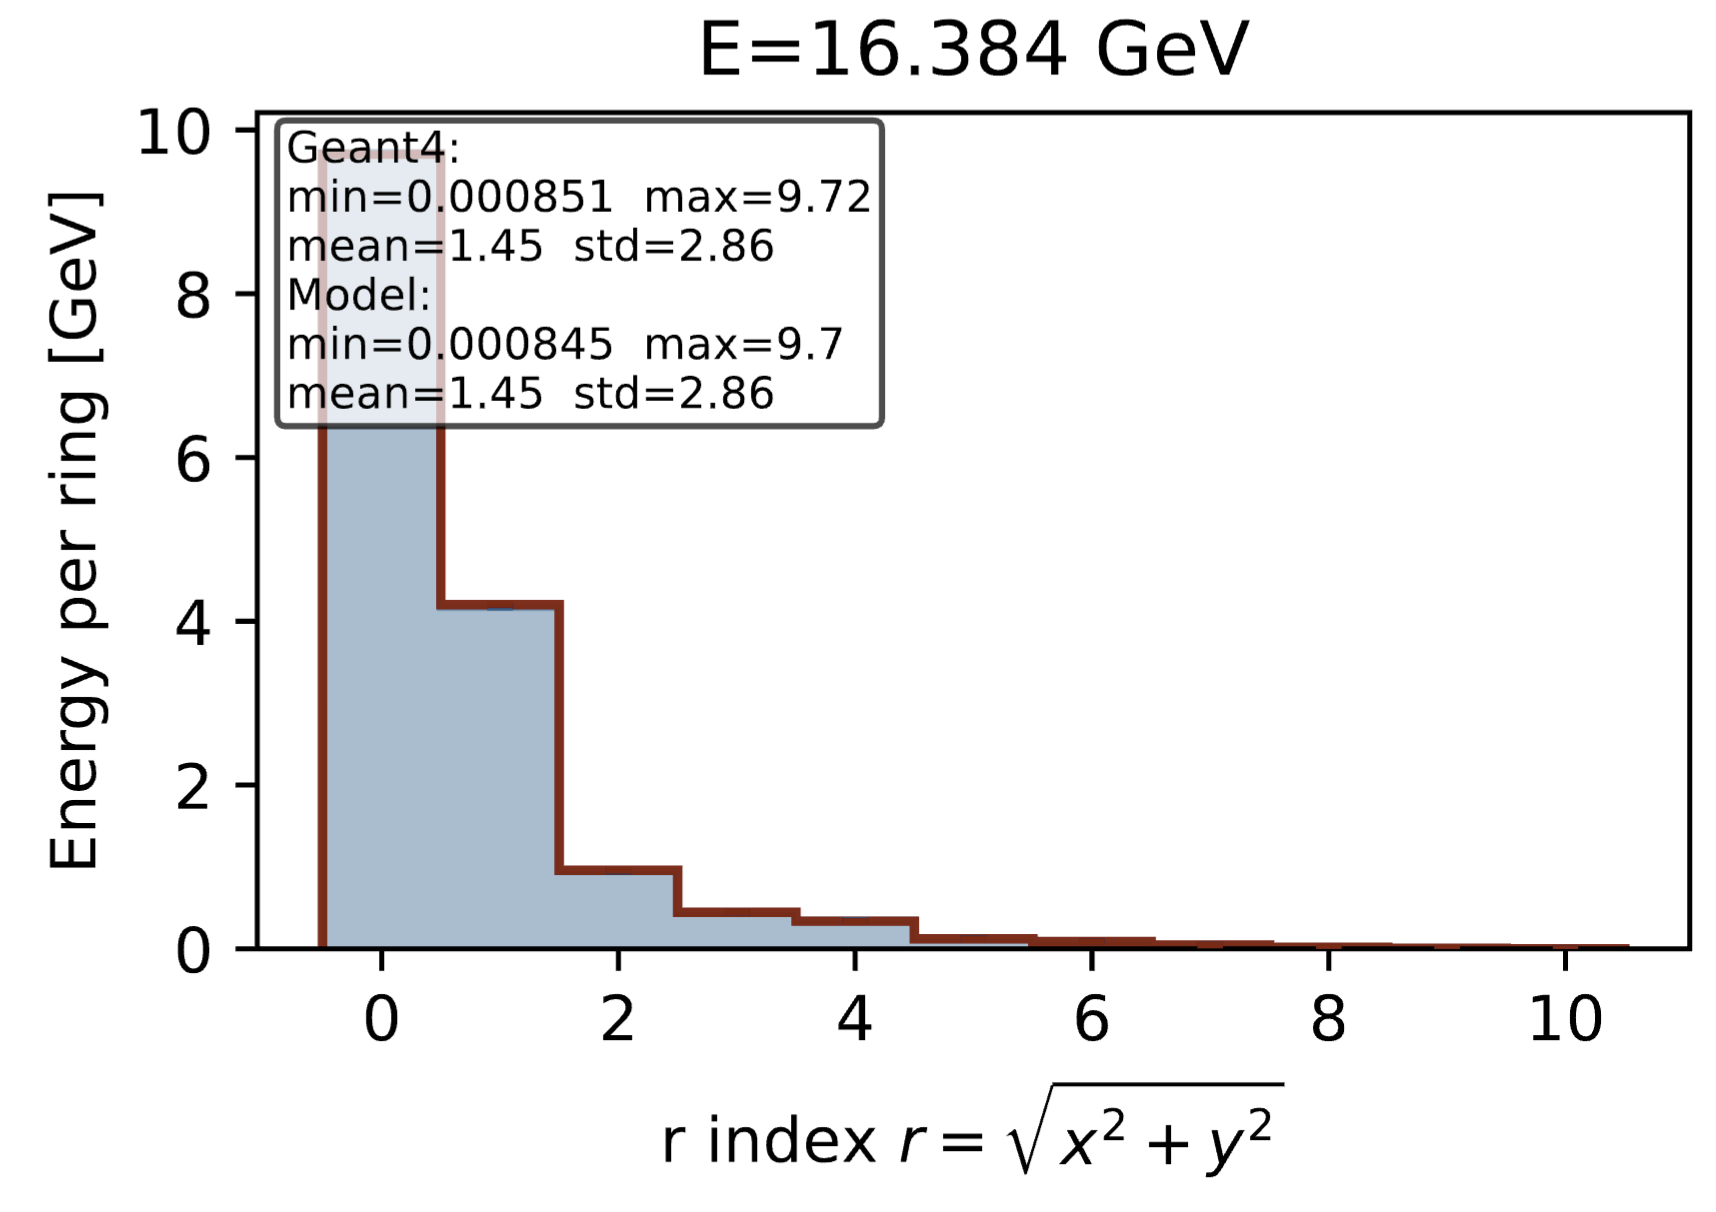 E=16.384 GeV
Energy per ring [GeV]
10
8
6
4
2
0
Geant4:
min=0.000851 max=9.72
mean=1.45 std=2.86
Model:
min=0.000845 max=9.7
mean=1.45 std=2.86
0 2 4 6 8 10
r index r = √x² + y²